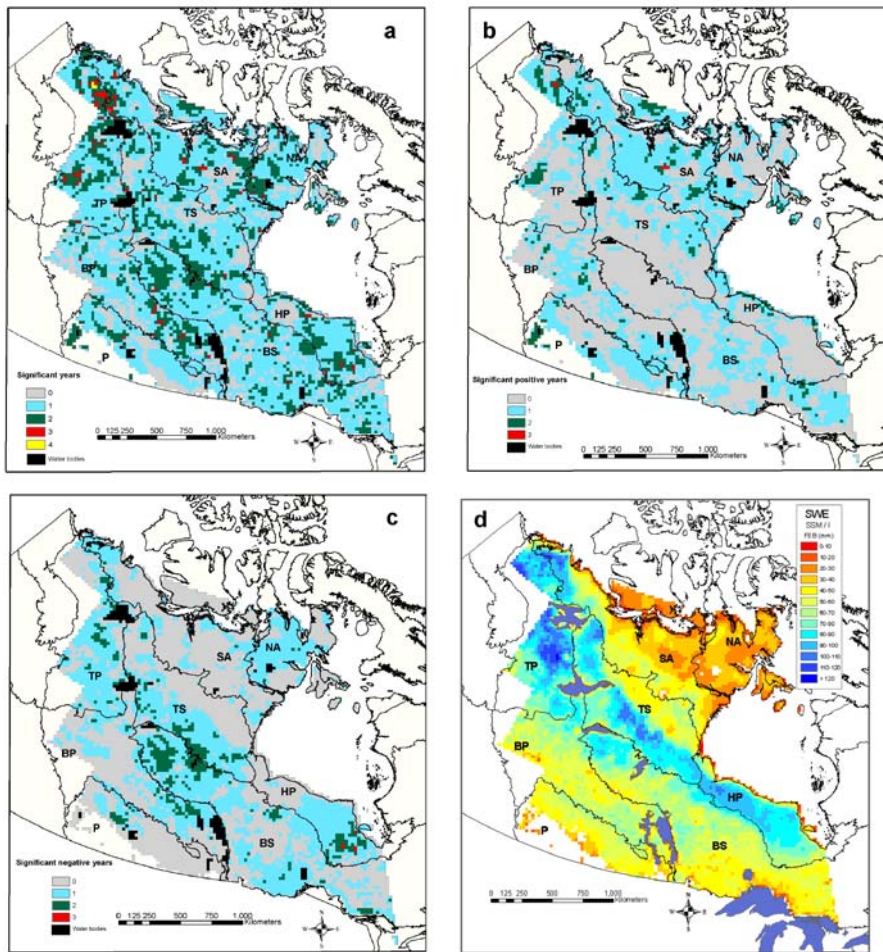 a
NA
SA
TS
TP
BP
HP
BS
P
Significant years
0
1
2
3
4
Water bodies
0 125 250 500 750 1,000
Kilometers
N
W E
S
b
NA
SA
TS
TP
BP
HP
BS
P
Significant positive years
0
1
2
3
Water bodies
0 125 250 500 750 1,000
Kilometers
N
W E
S
c
NA
SA
TS
TP
BP
HP
BS
P
Significant negative years
0
1
2
3
Water bodies
0 125 250 500 750 1,000
Kilometers
N
W E
S
d
SWE
SSM / I
(mm)
0-10
10-20
20-30
30-40
40-50
50-60
60-70
70-80
80-90
90-100
100-110
110-120
> 120
NA
SA
TS
TP
BP
HP
BS
P
0 125 250 500 750 1,000
Kilometers
N
W E
S